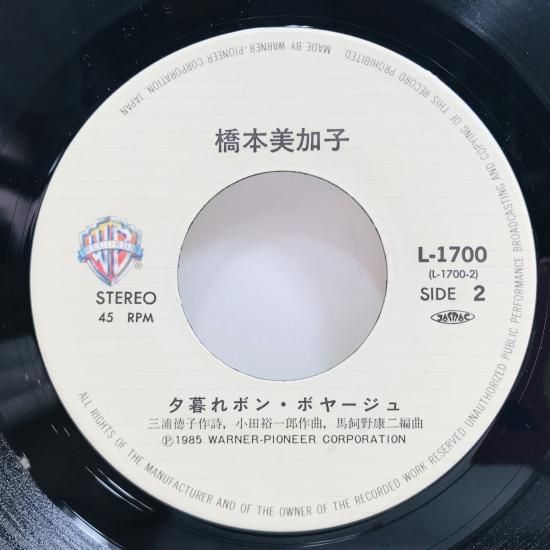 MADE BY WARNER-PIONEER CORPORATION, JAPAN
橋本美加子
RECORDS
STEREO
45 RPM
L-1700
(L-1700-2)
SIDE 2
JASRAC
夕暮れボン・ボヤージュ
三浦徳子作詩, 小田裕一郎作曲, 馬飼野康二編曲
Ⓟ1985 WARNER-PIONEER CORPORATION
ALL RIGHTS OF THE MANUFACTURER AND OF THE OWNER OF THE RECORDED WORK RESERVED UNAUTHORIZED PUBLIC PERFORMANCE BROADCASTING AND COPYING OF THIS RECORD PROHIBITED.